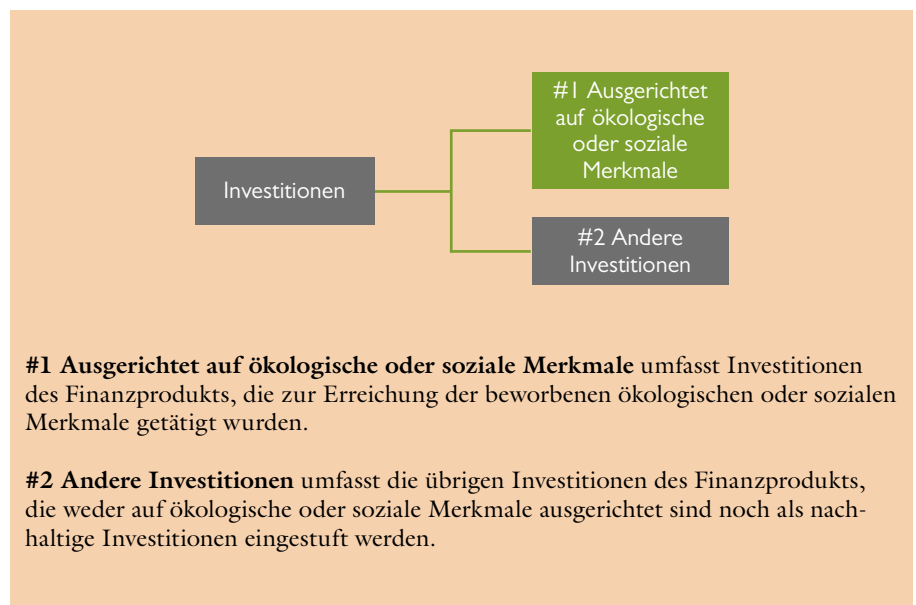 #1 Ausgerichtet
auf ökologische
oder soziale
Merkmale
Investitionen
#2 Andere
Investitionen
#1 Ausgerichtet auf ökologische oder soziale Merkmale umfasst Investitionen
des Finanzprodukts, die zur Erreichung der beworbenen ökologischen oder sozialen
Merkmale getätigt wurden.
#2 Andere Investitionen umfasst die übrigen Investitionen des Finanzprodukts,
die weder auf ökologische oder soziale Merkmale ausgerichtet sind noch als nach-
haltige Investitionen eingestuft werden.